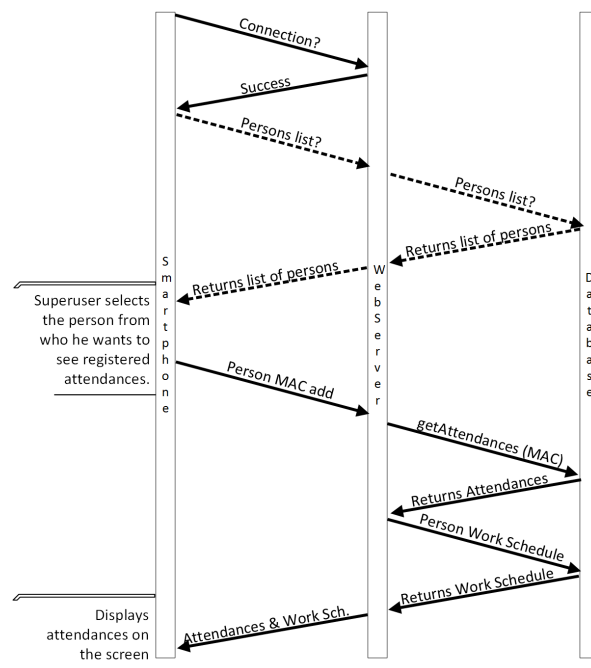 Connection?
Success
Persons list?
Persons list?
Returns list of persons
Returns list of persons
Smartphone
WebServer
Database
Superuser selects
the person from
who he wants to
see registered
attendances.
Person MAC add
getAttendances (MAC)
Returns Attendances
Person Work Schedule
Returns Work Schedule
Attendances & Work Sch.
Displays
attendances on
the screen